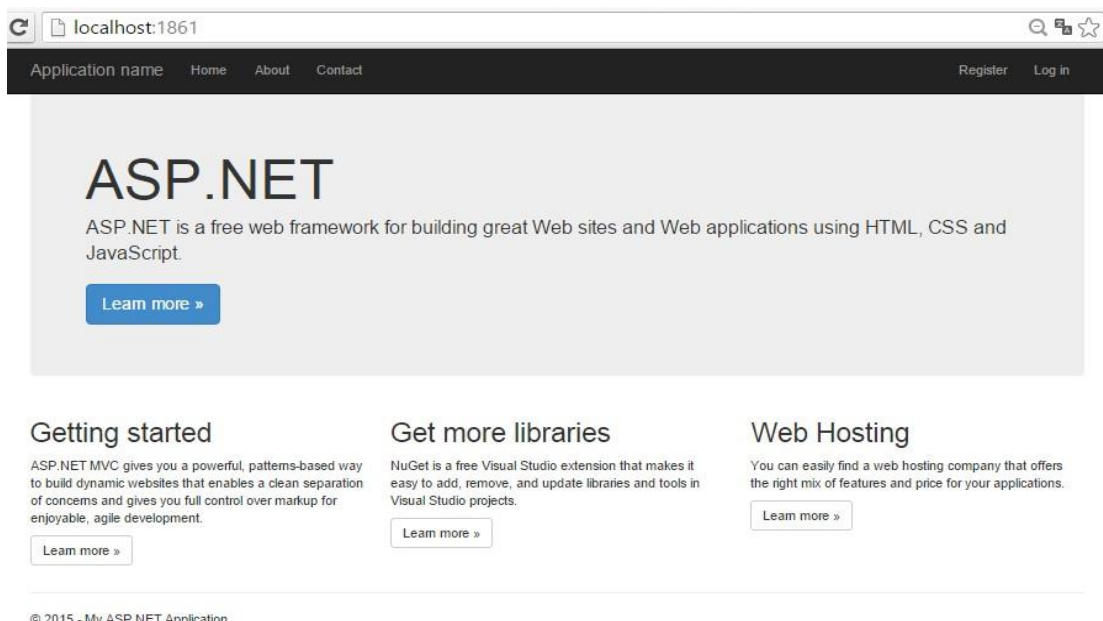 localhost:1861
Application name Home About Contact Register Log in
ASP.NET
ASP.NET is a free web framework for building great Web sites and Web applications using HTML, CSS and
JavaScript.
Learn more »
Getting started
ASP.NET MVC gives you a powerful, patterns-based way
to build dynamic websites that enables a clean separation
of concerns and gives you full control over markup for
enjoyable, agile development.
Learn more »
Get more libraries
NuGet is a free Visual Studio extension that makes it
easy to add, remove, and update libraries and tools in
Visual Studio projects.
Learn more »
Web Hosting
You can easily find a web hosting company that offers
the right mix of features and price for your applications.
Learn more »
© 2015 - My ASP.NET Application